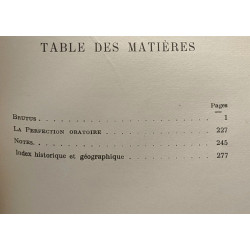 TABLE DES MATIÈRES
Pages
BRUTUS . . . . . . . . . . . . . . . . . . . 1
LA PERFECTION ORATOIRE . . . . . . . . . . . 227
NOTES . . . . . . . . . . . . . . . . . . . 245
Index historique et géographique . . . . . . . . 277